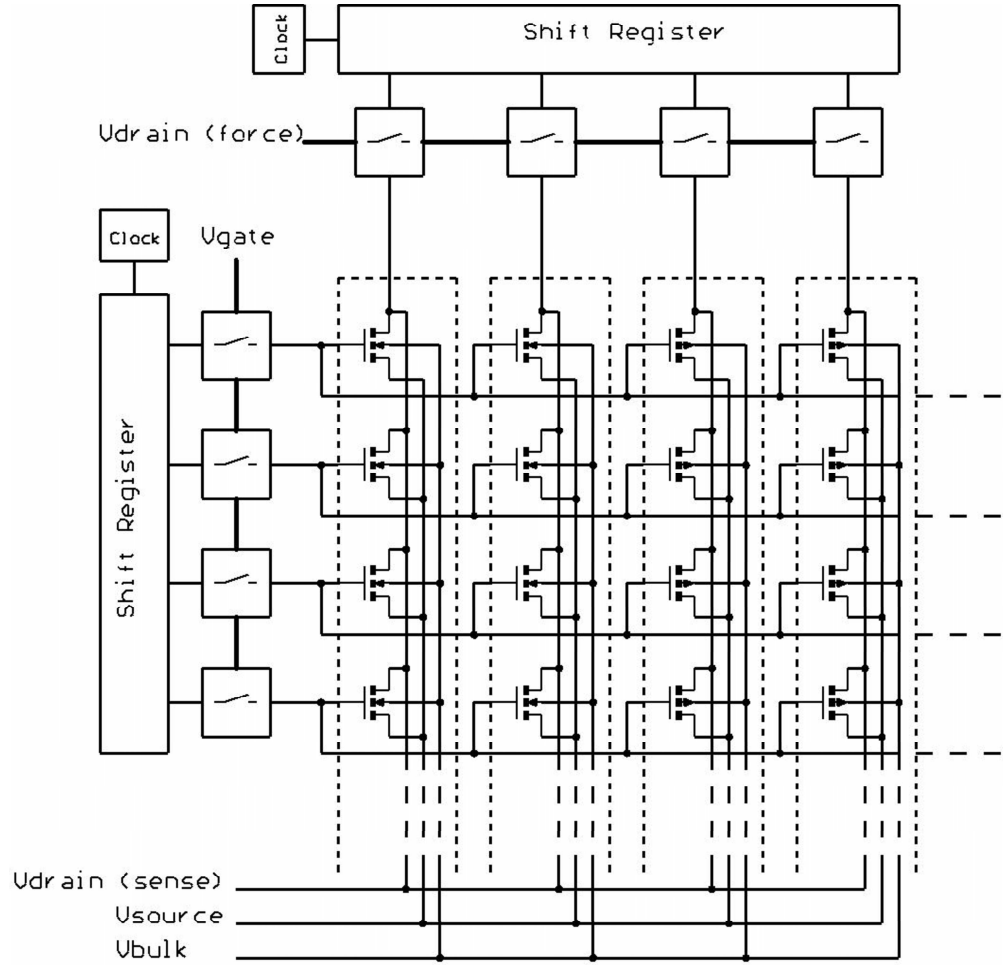 Clock
Shift Register
Vdrain (force)
Clock
Vgate
Shift Register
Vdrain (sense)
Vsource
Vbulk